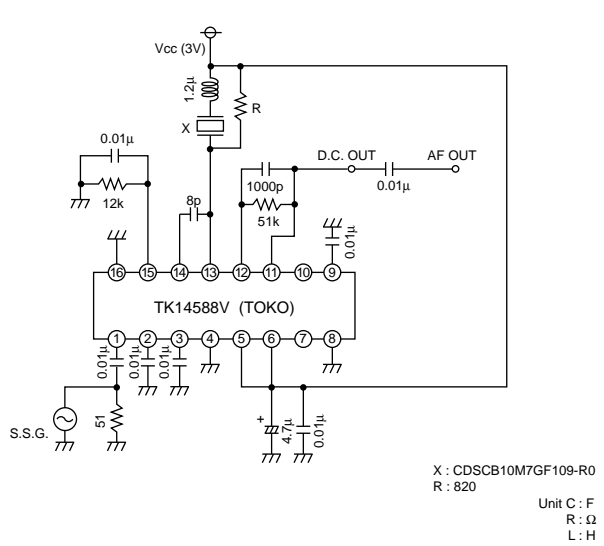 Vcc (3V)
1.2μ
R
X
0.01μ
12k
8p
1000p
51k
D.C. OUT
AF OUT
0.01μ
0.01μ
16 15 14 13 12 11 10 9
TK14588V (TOKO)
1 2 3 4 5 6 7 8
0.01μ
0.01μ
0.01μ
S.S.G.
51
+
4.7μ
0.01μ
X : CDSCB10M7GF109-R0
R : 820
Unit C : F
R : Ω
L : H